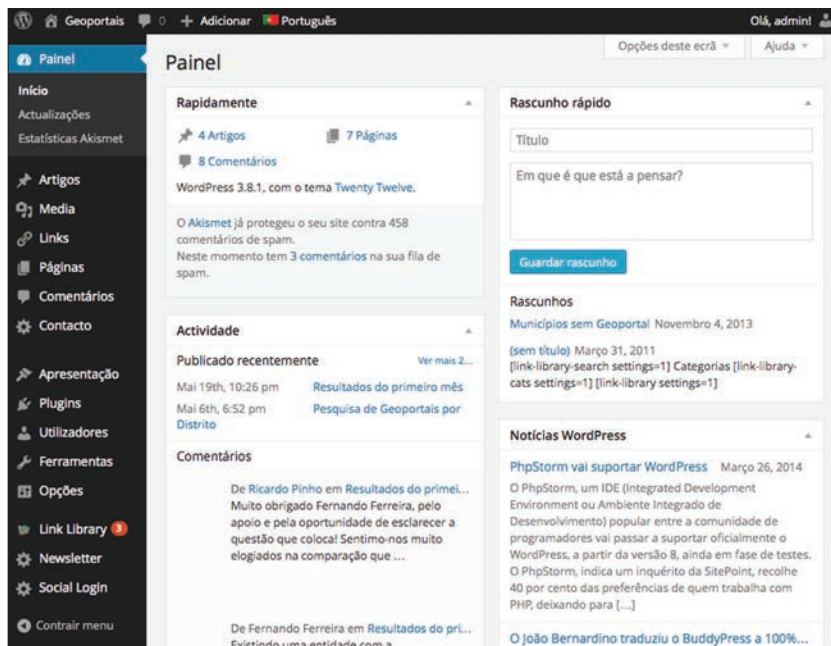 Geoportais 0 + Adicionar Português
Olá, admin!
Painel
Início
Actualizações
Estatísticas Akismet
Artigos
Media
Links
Páginas
Comentários
Contacto
Apresentação
Plugins
Utilizadores
Ferramentas
Opções
Link Library 3
Newsletter
Social Login
Contrair menu
Opções deste ecrã
Ajuda
Painel
Rapidamente
4 Artigos 7 Páginas
8 Comentários
WordPress 3.8.1, com o tema Twenty Twelve.
O Akismet já protegeu o seu site contra 458
comentários de spam.
Neste momento tem 3 comentários na sua fila de
spam.
Actividade
Publicado recentemente Ver mais 2...
Mai 19th, 10:26 pm Resultados do primeiro mês
Mai 6th, 6:52 pm Pesquisa de Geoportais por
Distrito
Comentários
De Ricardo Pinho em Resultados do primei...
Muito obrigado Fernando Ferreira, pelo
apoio e pela oportunidade de esclarecer a
questão que coloca! Sentimo-nos muito
elogiados na comparação que ...
De Fernando Ferreira em Resultados do pri...
Existindo uma entidade com a
Rascunho rápido
Título
Em que é que está a pensar?
Guardar rascunho
Rascunhos
Municípios sem Geoportal Novembro 4, 2013
(sem título) Março 31, 2011
[link-library-search settings=1] Categorias [link-library-
cats settings=1] [link-library settings=1]
Notícias WordPress
PhpStorm vai suportar WordPress Março 26, 2014
O PhpStorm, um IDE (Integrated Development
Environment ou Ambiente Integrado de
Desenvolvimento) popular entre a comunidade de
programadores vai passar a suportar oficialmente o
WordPress, a partir da versão 8, ainda em fase de testes.
O PhpStorm, indica um inquérito da SitePoint, recolhe
40 por cento das preferências de quem trabalha com
PHP, deixando para [...]
O João Bernardino traduziu o BuddyPress a 100%...